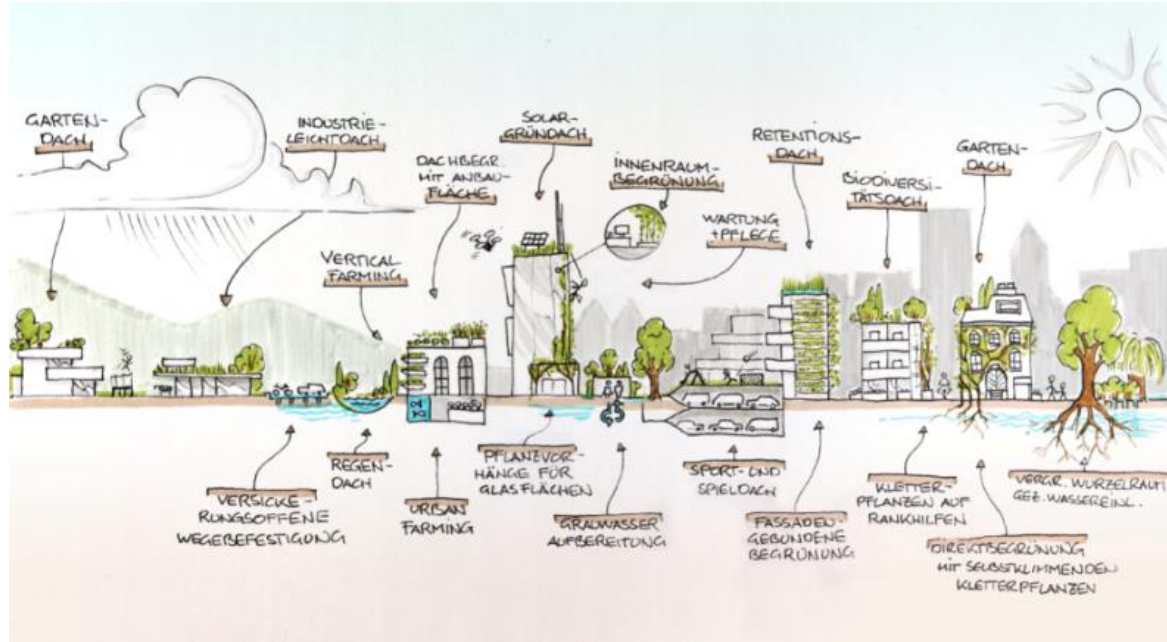 GARTEN-
DACH
INDUSTRIE-
LEICHTDACH
DACHBEGR.
MIT ANBAU-
FLÄCHE
SOLAR-
GRÜNDACH
INNENRAUM-
BEGRÜNUNG
WARTUNG
+PFLEGE
RETENTIONS-
DACH
BIODIVERSI-
TÄTSDACH
GARTEN-
DACH
VERTICAL
FARMING
VERSICKE-
RUNGSOFFENE
WEGEBEFESTIGUNG
REGEN-
DACH
URBAN
FARMING
PFLANZVOR-
HÄNGE FÜR
GLASFLÄCHEN
GRAUWASSER
AUFBEREITUNG
SPORT- UND
SPIELDACH
FASSADEN-
GEBUNDENE
BEGRÜNUNG
KLETTER-
PFLANZEN AUF
RANKHILFEN
DIREKTBEGRÜNUNG
MIT SELBSTKLIMMENDEN
KLETTERPFLANZEN
VERGR. WURZELRAUM
GEZ. WASSEREINL.